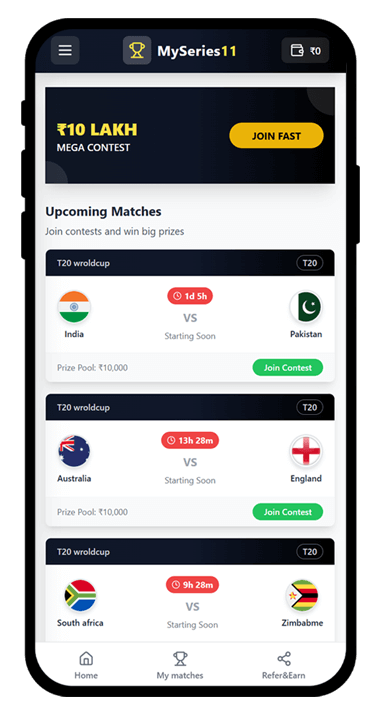 MySeries11
₹0
₹10 LAKH
MEGA CONTEST
JOIN FAST
Upcoming Matches
Join contests and win big prizes
T20 wroldcup
T20
1d 5h
VS
India
Starting Soon
Pakistan
Prize Pool: ₹10,000
Join Contest
T20 wroldcup
T20
13h 28m
VS
Australia
Starting Soon
England
Prize Pool: ₹10,000
Join Contest
T20 wroldcup
T20
9h 28m
VS
South africa
Starting Soon
Zimbabme
Home
My matches
Refer&Earn